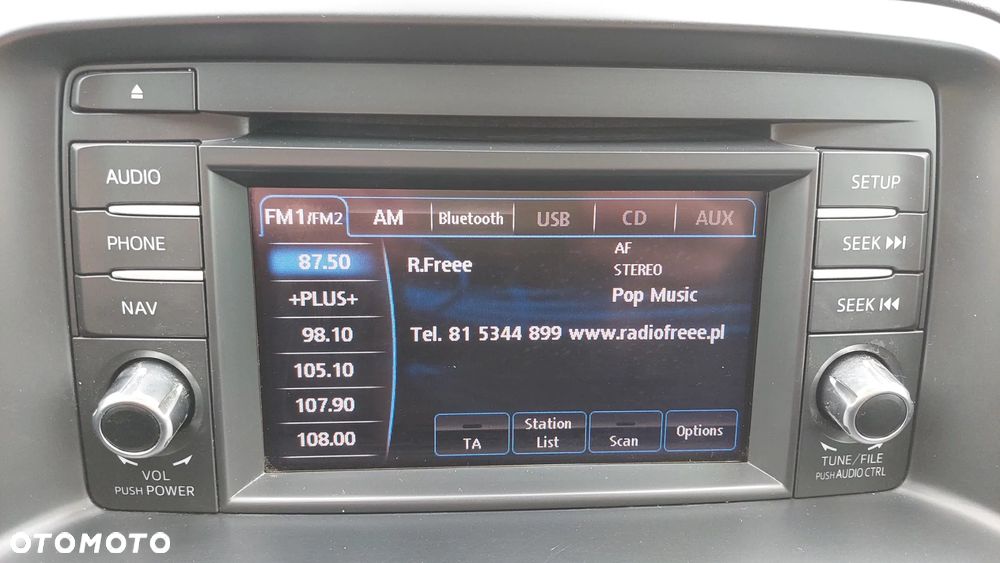 AUDIO
PHONE
NAV
VOL
PUSH POWER
FM1/FM2 AM Bluetooth USB CD AUX
87.50
+PLUS+
98.10
105.10
107.90
108.00
R.Freee
AF
STEREO
Pop Music
Tel. 81 5344 899 www.radiofreee.pl
TA
Station
List
Scan
Options
SETUP
SEEK
SEEK
TUNE/FILE
PUSH AUDIO CTRL
OTOMOTO